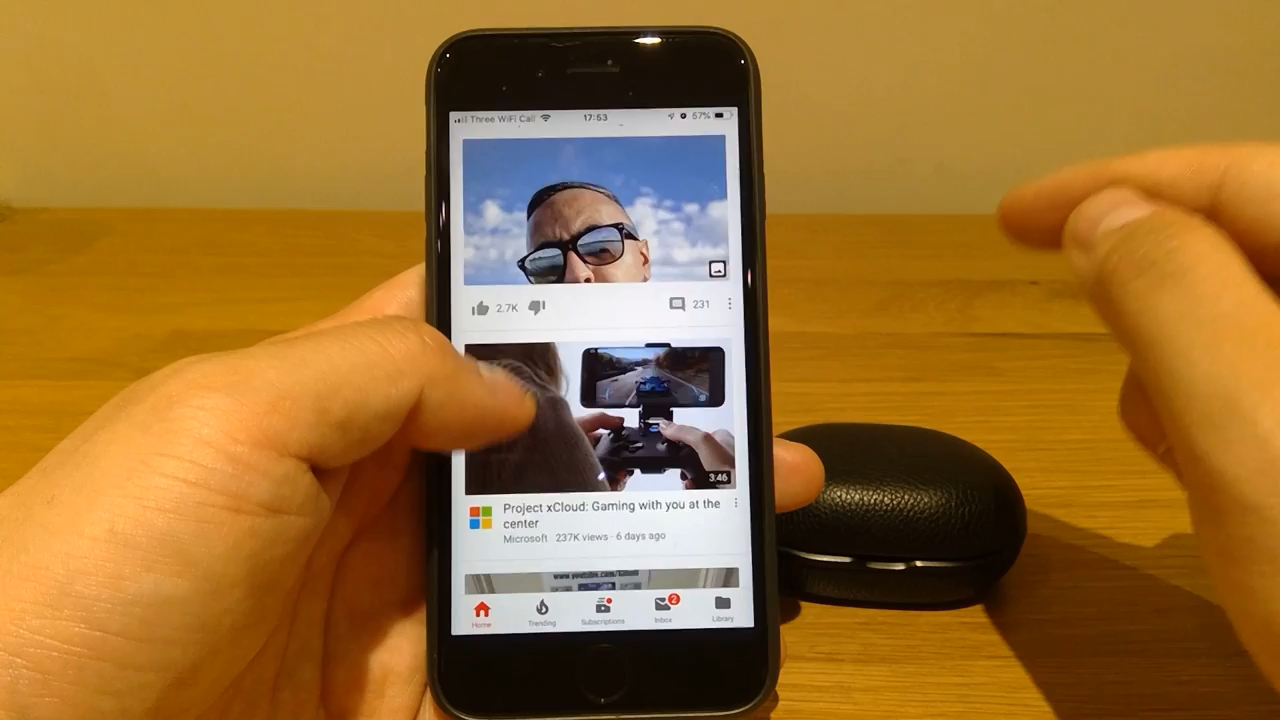 Three WiFi Call 17:53 57%
2.7K 231
3:46
Project xCloud: Gaming with you at the
center
Microsoft 237K views · 6 days ago
2
Home Trending Subscriptions Inbox Library